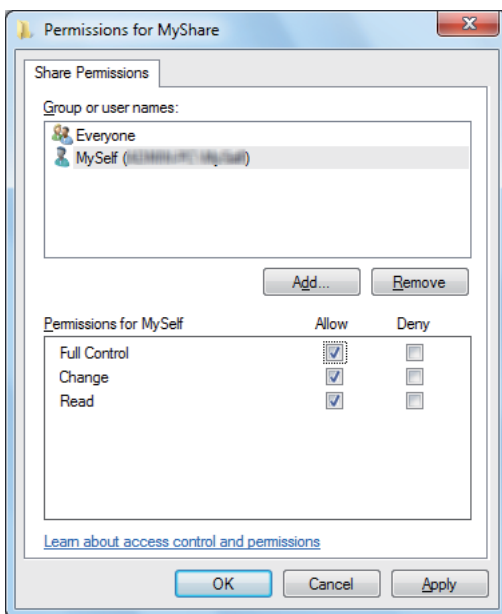 Permissions for MyShare
Share Permissions
Group or user names:
Everyone
MySelf ( )
Add... Remove
Permissions for MySelf Allow Deny
Full Control
Change
Read
Learn about access control and permissions
OK Cancel Apply